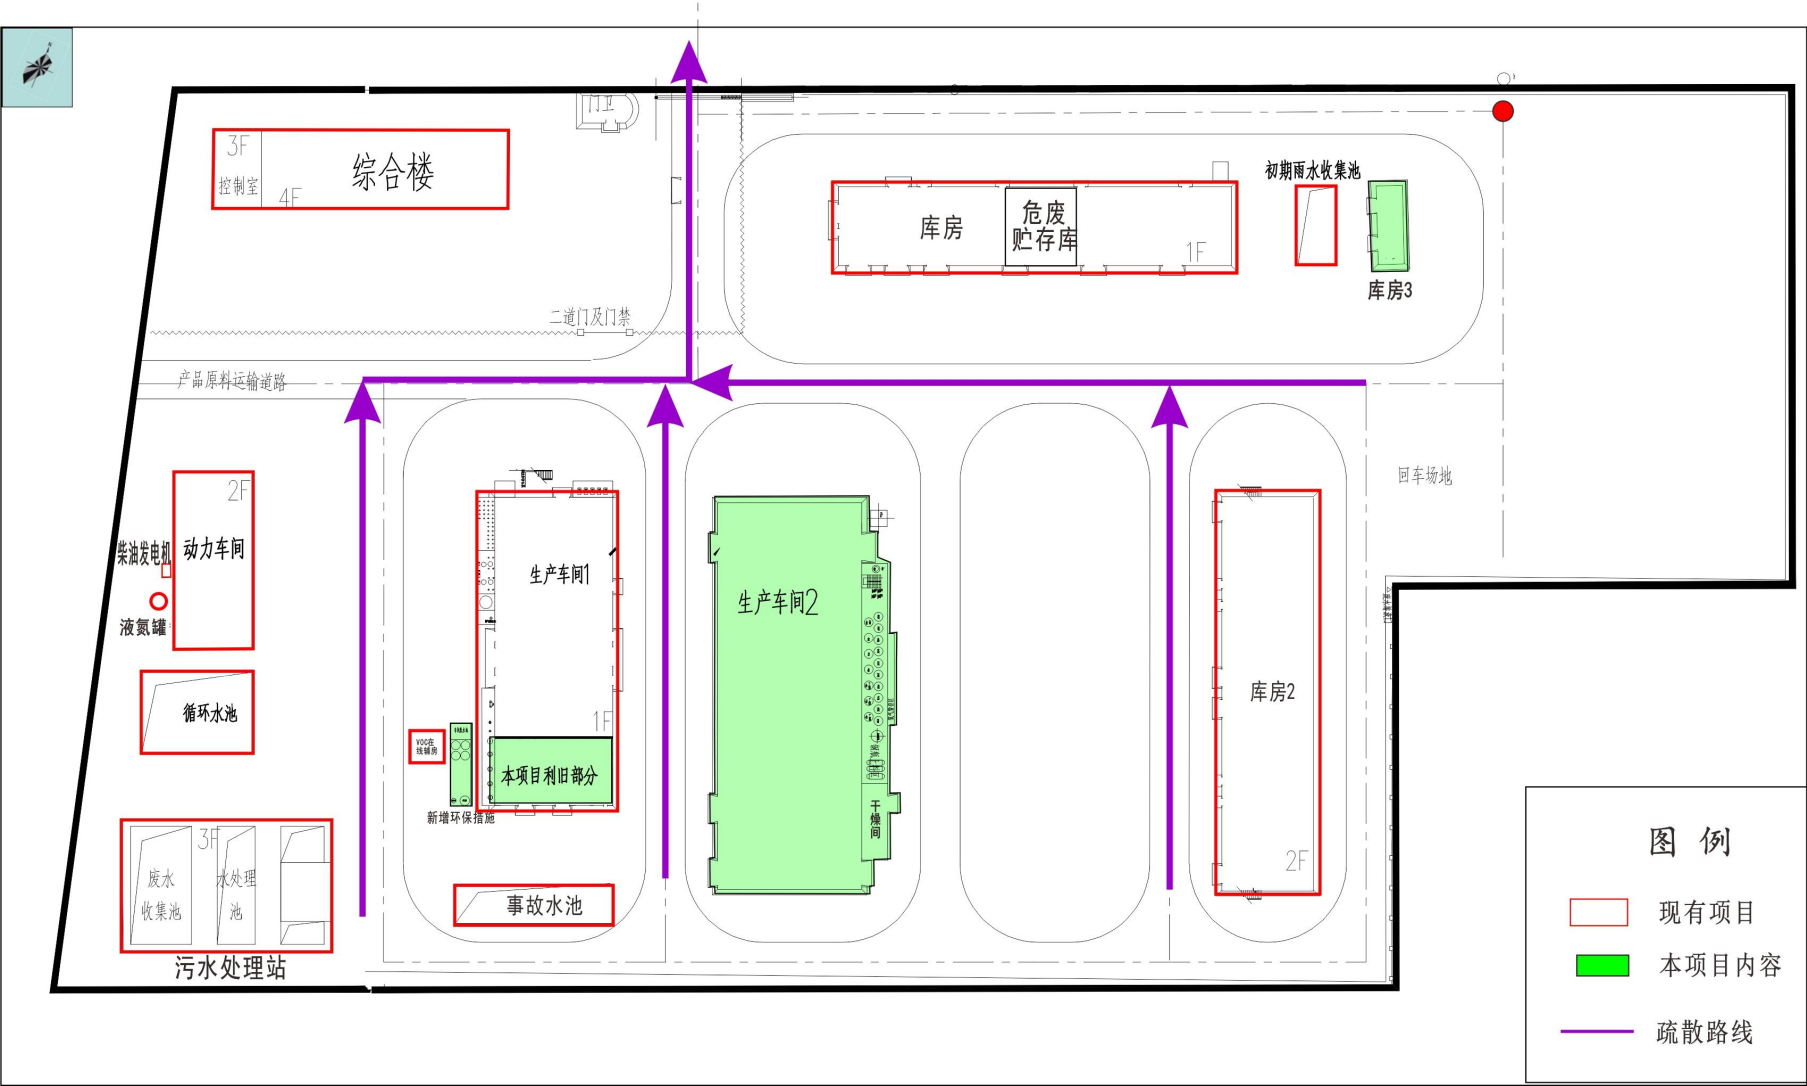 门卫
3F
控制室
4F
综合楼
初期雨水收集池
库房
危废
贮存库
1F
库房3
二道门及门禁
产品原料运输道路
回车场地
2F
柴油发电机
动力车间
液氮罐
生产车间1
生产车间2
循环水池
库房2
1F
VOC在
线辅房
本项目利旧部分
新增环保措施
干
燥
间
3F
废水
收集池
水处理
池
2F
事故水池
污水处理站
图 例
现有项目
本项目内容
疏散路线